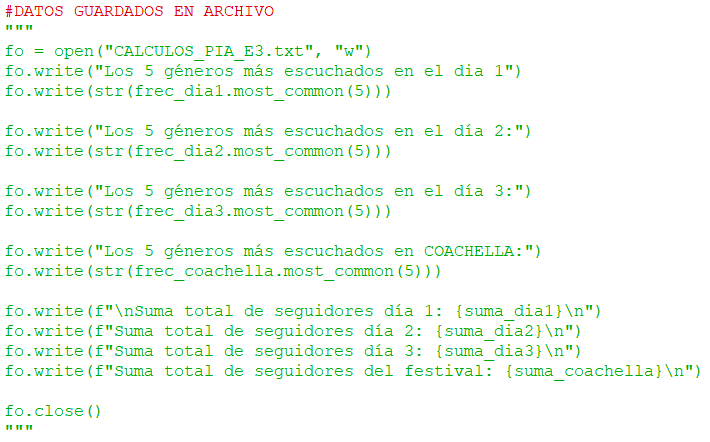 #DATOS GUARDADOS EN ARCHIVO
"""
fo = open("CALCULOS_PIA_E3.txt", "w")
fo.write("Los 5 géneros más escuchados en el dia 1")
fo.write(str(frec_dia1.most_common(5)))
fo.write("Los 5 géneros más escuchados en el día 2:")
fo.write(str(frec_dia2.most_common(5)))
fo.write("Los 5 géneros más escuchados en el día 3:")
fo.write(str(frec_dia3.most_common(5)))
fo.write("Los 5 géneros más escuchados en COACHELLA:")
fo.write(str(frec_coachella.most_common(5)))
fo.write(f"\nSuma total de seguidores día 1: {suma_dia1}\n")
fo.write(f"Suma total de seguidores día 2: {suma_dia2}\n")
fo.write(f"Suma total de seguidores día 3: {suma_dia3}\n")
fo.write(f"Suma total de seguidores del festival: {suma_coachella}\n")
fo.close()
"""